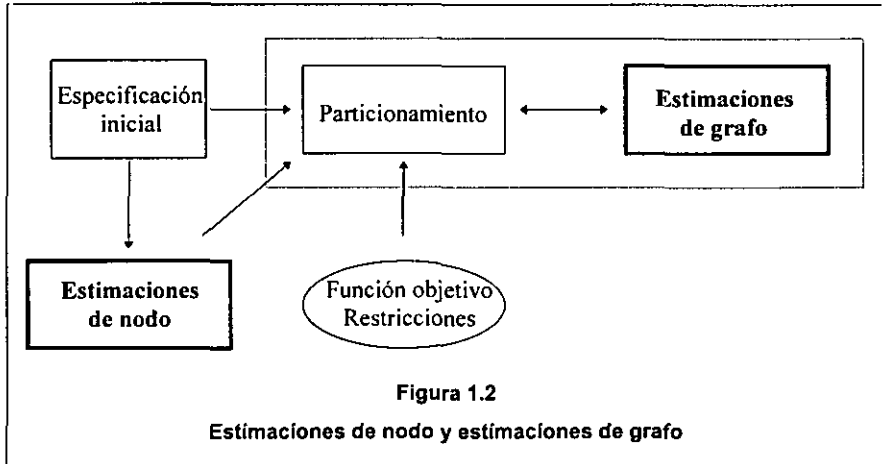 Especificación
inicial
Particionamiento
Estimaciones
de grafo
Estimaciones
de nodo
Función objetivo
Restricciones
Figura 1.2
Estimaciones de nodo y estimaciones de grafo